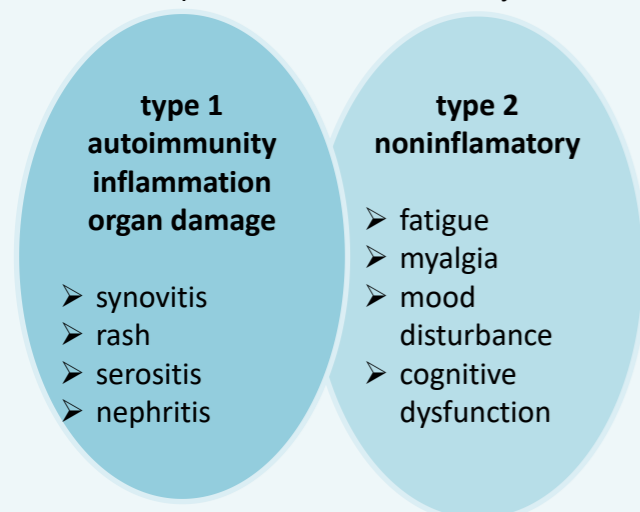 type 1
autoimmunity
inflammation
organ damage
➢ synovitis
➢ rash
➢ serositis
➢ nephritis
type 2
noninflamatory
➢ fatigue
➢ myalgia
➢ mood
disturbance
➢ cognitive
dysfunction